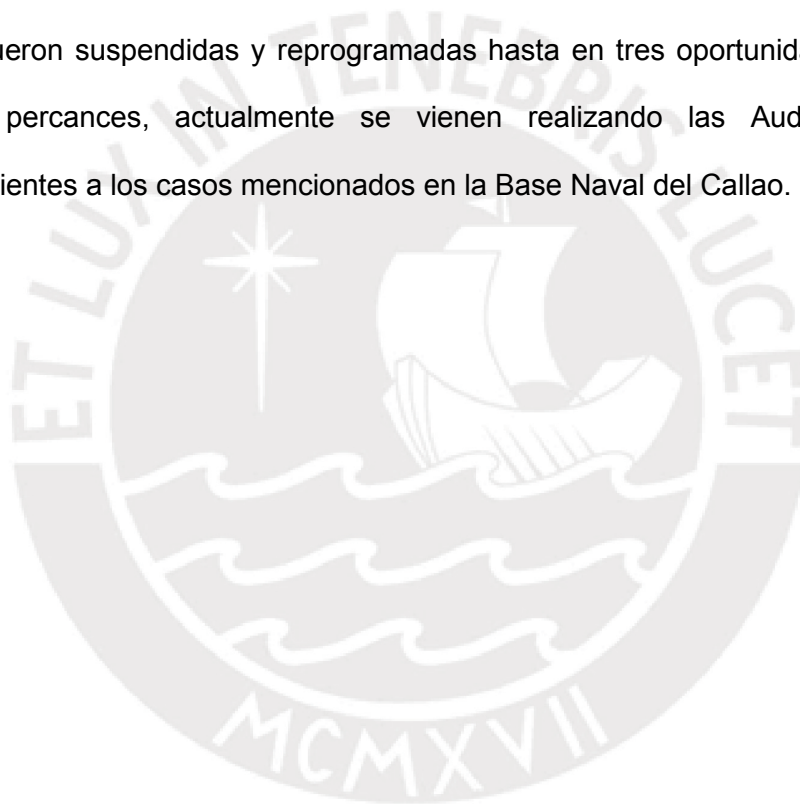 ueron suspendidas y reprogramadas hasta en tres oportunida
percances, actualmente se vienen realizando las Aud
ientes a los casos mencionados en la Base Naval del Callao.
ET LUX IN TENEBRIS LUCET
MCMXVII